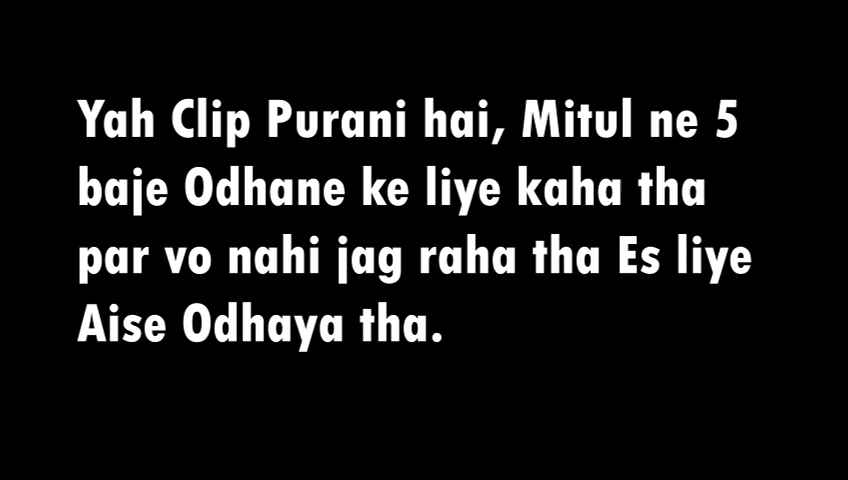 Yah Clip Purani hai, Mitul ne 5
baje Odhane ke liye kaha tha
par vo nahi jag raha tha Es liye
Aise Odhaya tha.